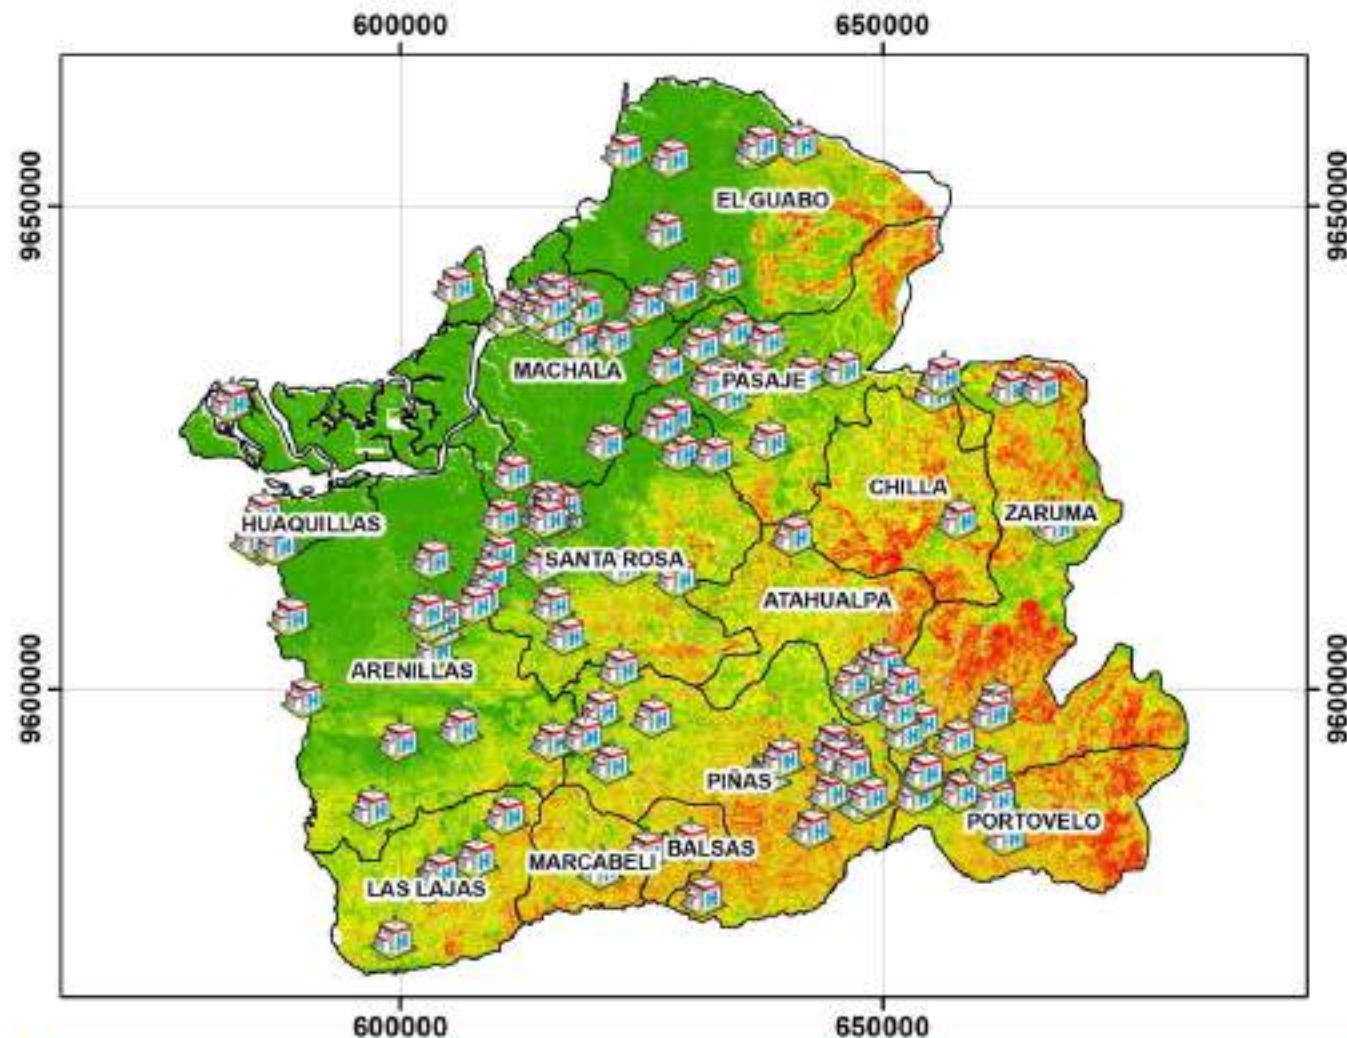 600000 650000
9650000 9650000
EL GUABO
MACHALA
PASAJE
CHILLA
HUAQUILLAS
ZARUMA
SANTA ROSA
ATAHUALPA
ARENILLAS
9600000 9600000
PIÑAS
PORTOVELO
BALSAS
MARCABELI
LAS LAJAS
600000 650000